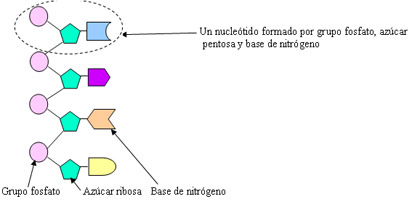 Un nucleótido formado por grupo fosfato, azúcar
pentosa y base de nitrógeno
Grupo fosfato
Azúcar ribosa
Base de nitrógeno